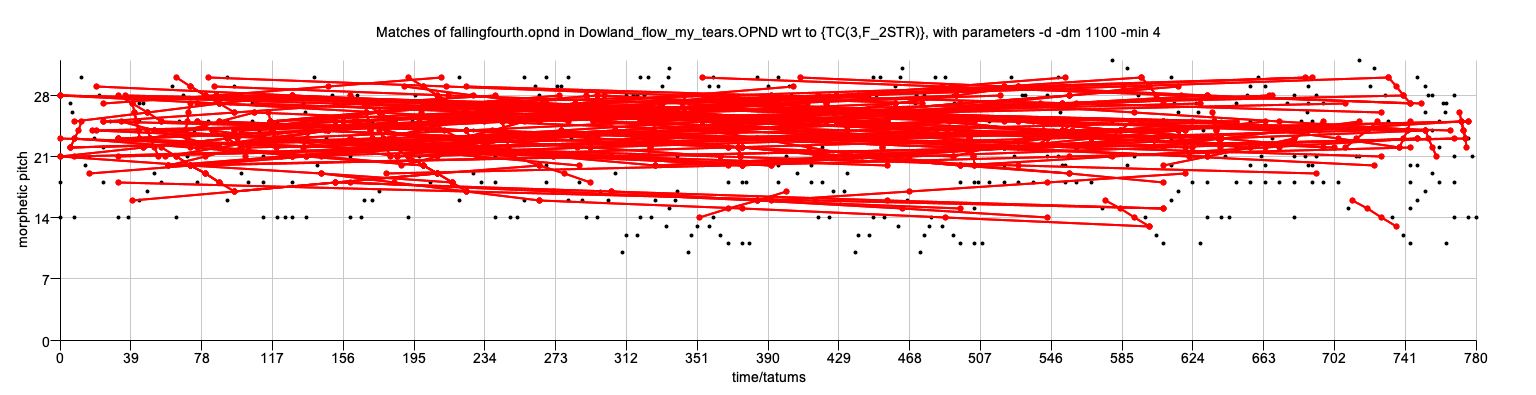 Matches of fallingfourth.opnd in Dowland_flow_my_tears.OPND wrt to {TC(3,F_2STR)}, with parameters -d -dm 1100 -min 4
morphetic pitch
28
21
14
7
0
0 39 78 117 156 195 234 273 312 351 390 429 468 507 546 585 624 663 702 741 780
time/tatums